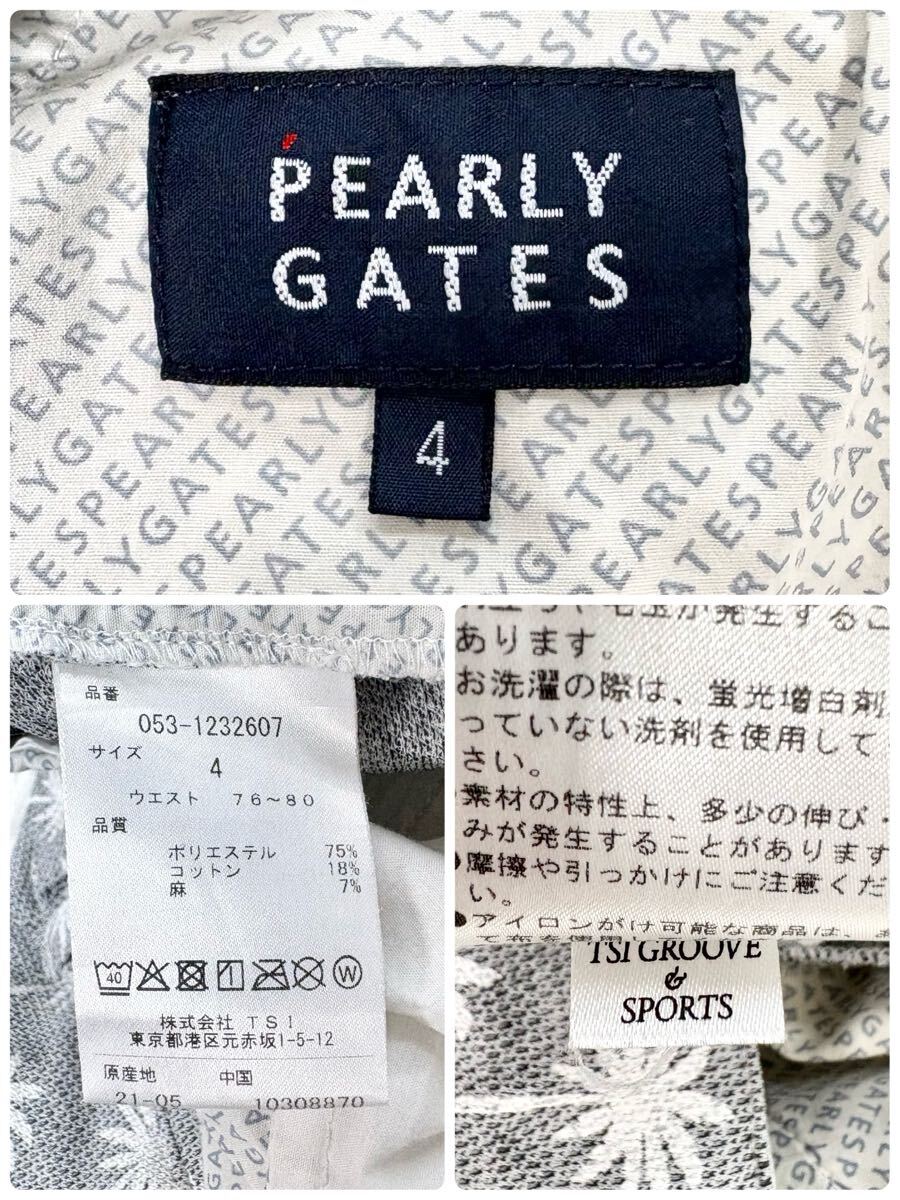 PEARLY
GATES
4
品番
053-1232607
サイズ
4
ウエスト 76~80
品質
ポリエステル 75%
コットン 18%
麻 7%
40
W
株式会社 TSI
東京都港区元赤坂1-5-12
原産地 中国
21-05 10308870
が発生するこ
あります。
お洗濯の際は、蛍光増白剤
っていない洗剤を使用して
さい。
素材の特性上、多少の伸び・
みが発生することがあります
●摩擦や引っかけにご注意くだ
い。
●アイロンがけ可能な商品は、
TSI GROOVE
&
SPORTS